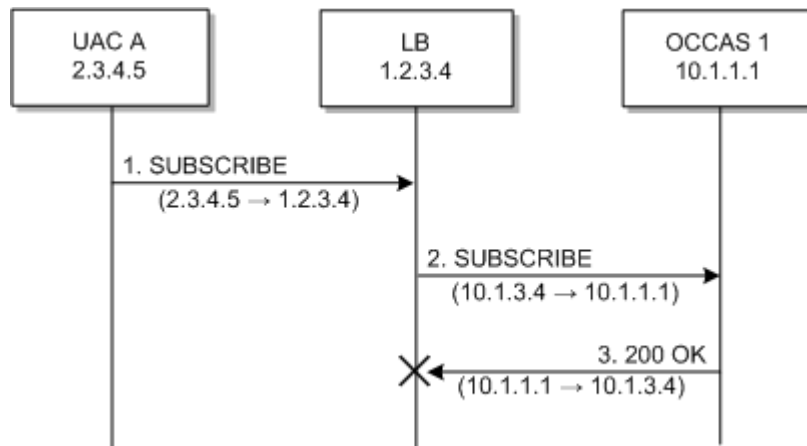 UAC A
2.3.4.5
LB
1.2.3.4
OCCAS 1
10.1.1.1
1. SUBSCRIBE
(2.3.4.5 → 1.2.3.4)
2. SUBSCRIBE
(10.1.3.4 → 10.1.1.1)
3. 200 OK
(10.1.1.1 → 10.1.3.4)